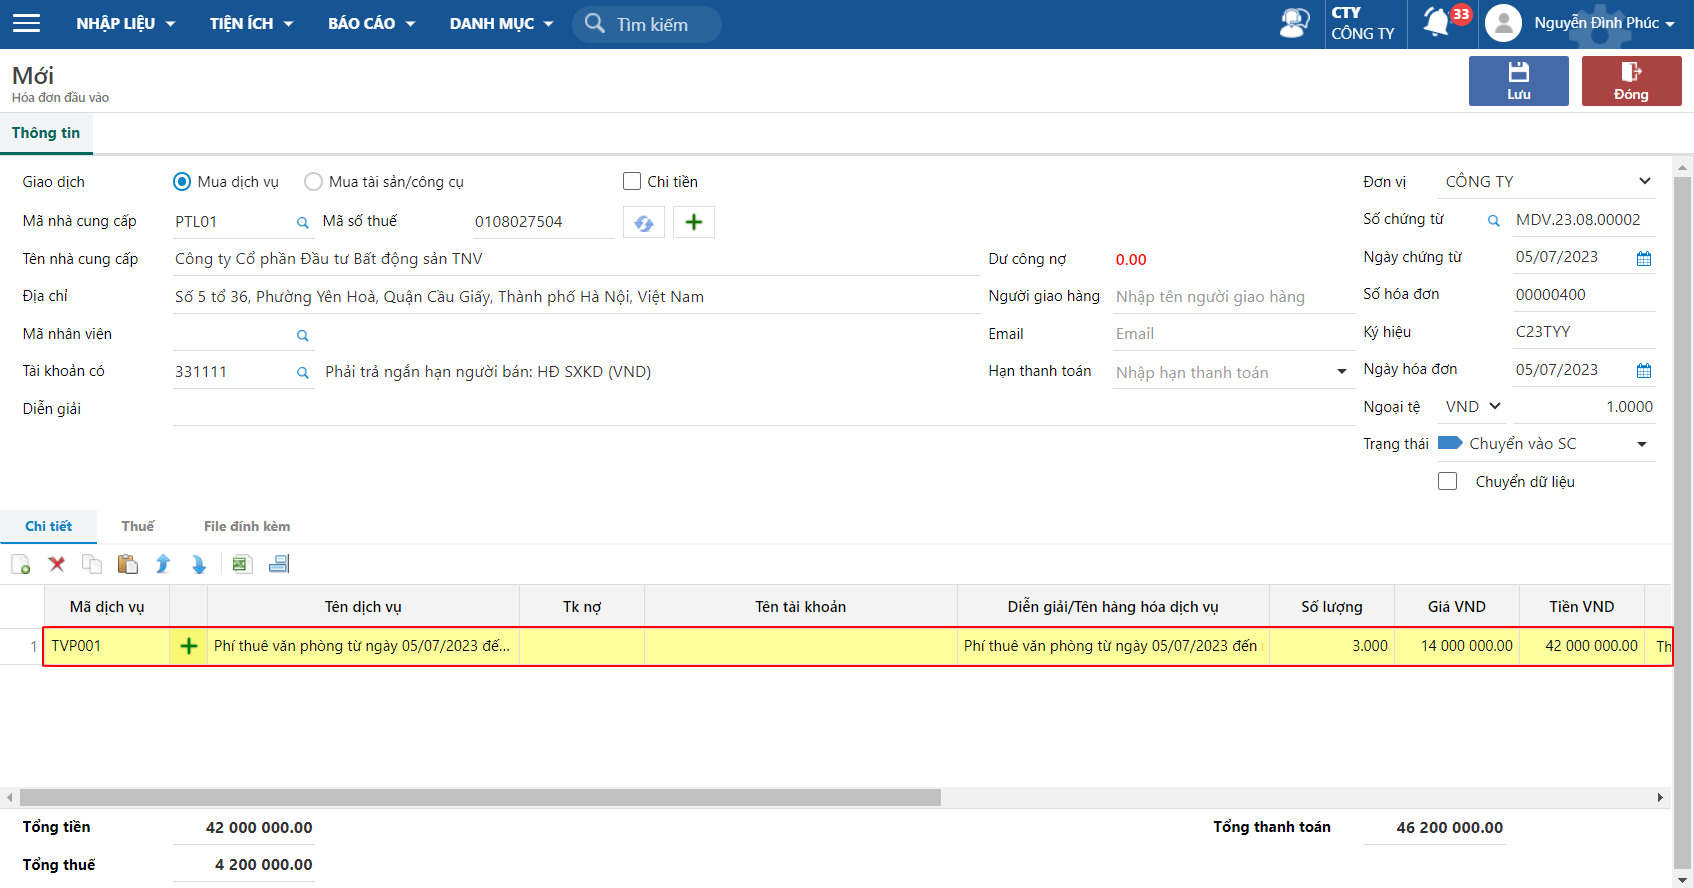 NHẬP LIỆU TIỆN ÍCH BÁO CÁO DANH MỤC Tìm kiếm CTY CÔNG TY 33 Nguyễn Đình Phúc
Mới
Hóa đơn đầu vào
Lưu Đóng
Thông tin
Giao dịch Mua dịch vụ Mua tài sản/công cụ Chi tiền Đơn vị CÔNG TY
Mã nhà cung cấp PTL01 Mã số thuế 0108027504 Số chứng từ MDV.23.08.00002
Tên nhà cung cấp Công ty Cổ phần Đầu tư Bất động sản TNV Dư công nợ 0.00 Ngày chứng từ 05/07/2023
Địa chỉ Số 5 tổ 36, Phường Yên Hoà, Quận Cầu Giấy, Thành phố Hà Nội, Việt Nam Người giao hàng Nhập tên người giao hàng Số hóa đơn 00000400
Mã nhân viên Email Email Ký hiệu C23TYY
Tài khoản có 331111 Phải trả ngắn hạn người bán: HĐ SXKD (VND) Hạn thanh toán Nhập hạn thanh toán Ngày hóa đơn 05/07/2023
Diễn giải Ngoại tệ VND 1.0000
Trạng thái Chuyển vào SC
Chuyển dữ liệu
Chi tiết Thuế File đính kèm
Mã dịch vụ Tên dịch vụ Tk nợ Tên tài khoản Diễn giải/Tên hàng hóa dịch vụ Số lượng Giá VND Tiền VND
1 TVP001 Phí thuê văn phòng từ ngày 05/07/2023 đế... Phí thuê văn phòng từ ngày 05/07/2023 đến 3.000 14 000 000.00 42 000 000.00 Th
Tổng tiền 42 000 000.00 Tổng thanh toán 46 200 000.00
Tổng thuế 4 200 000.00